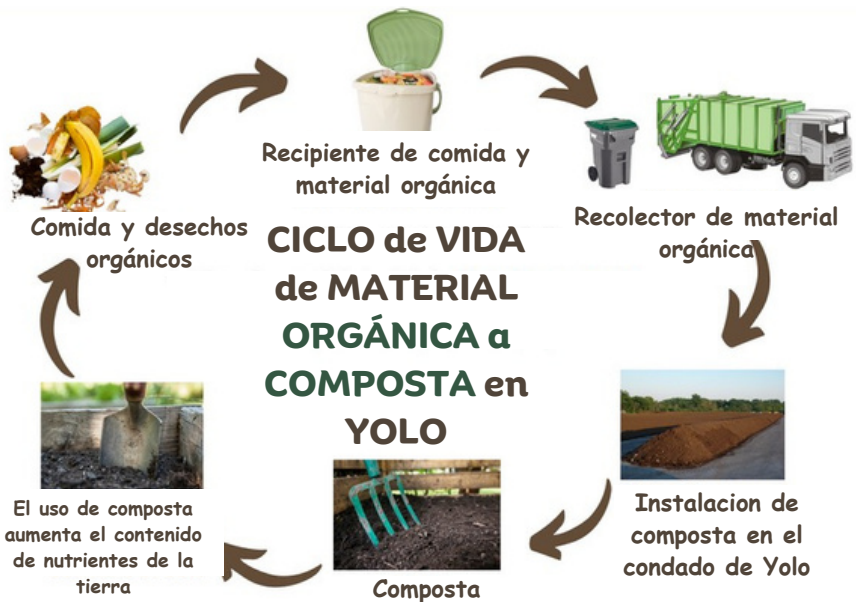 Recipiente de comida y
material orgánica
Comida y desechos
orgánicos
Recolector de material
orgánica
CICLO de VIDA
de MATERIAL
ORGÁNICA a
COMPOSTA en
YOLO
Instalacion de
composta en el
condado de Yolo
Composta
El uso de composta
aumenta el contenido
de nutrientes de la
tierra